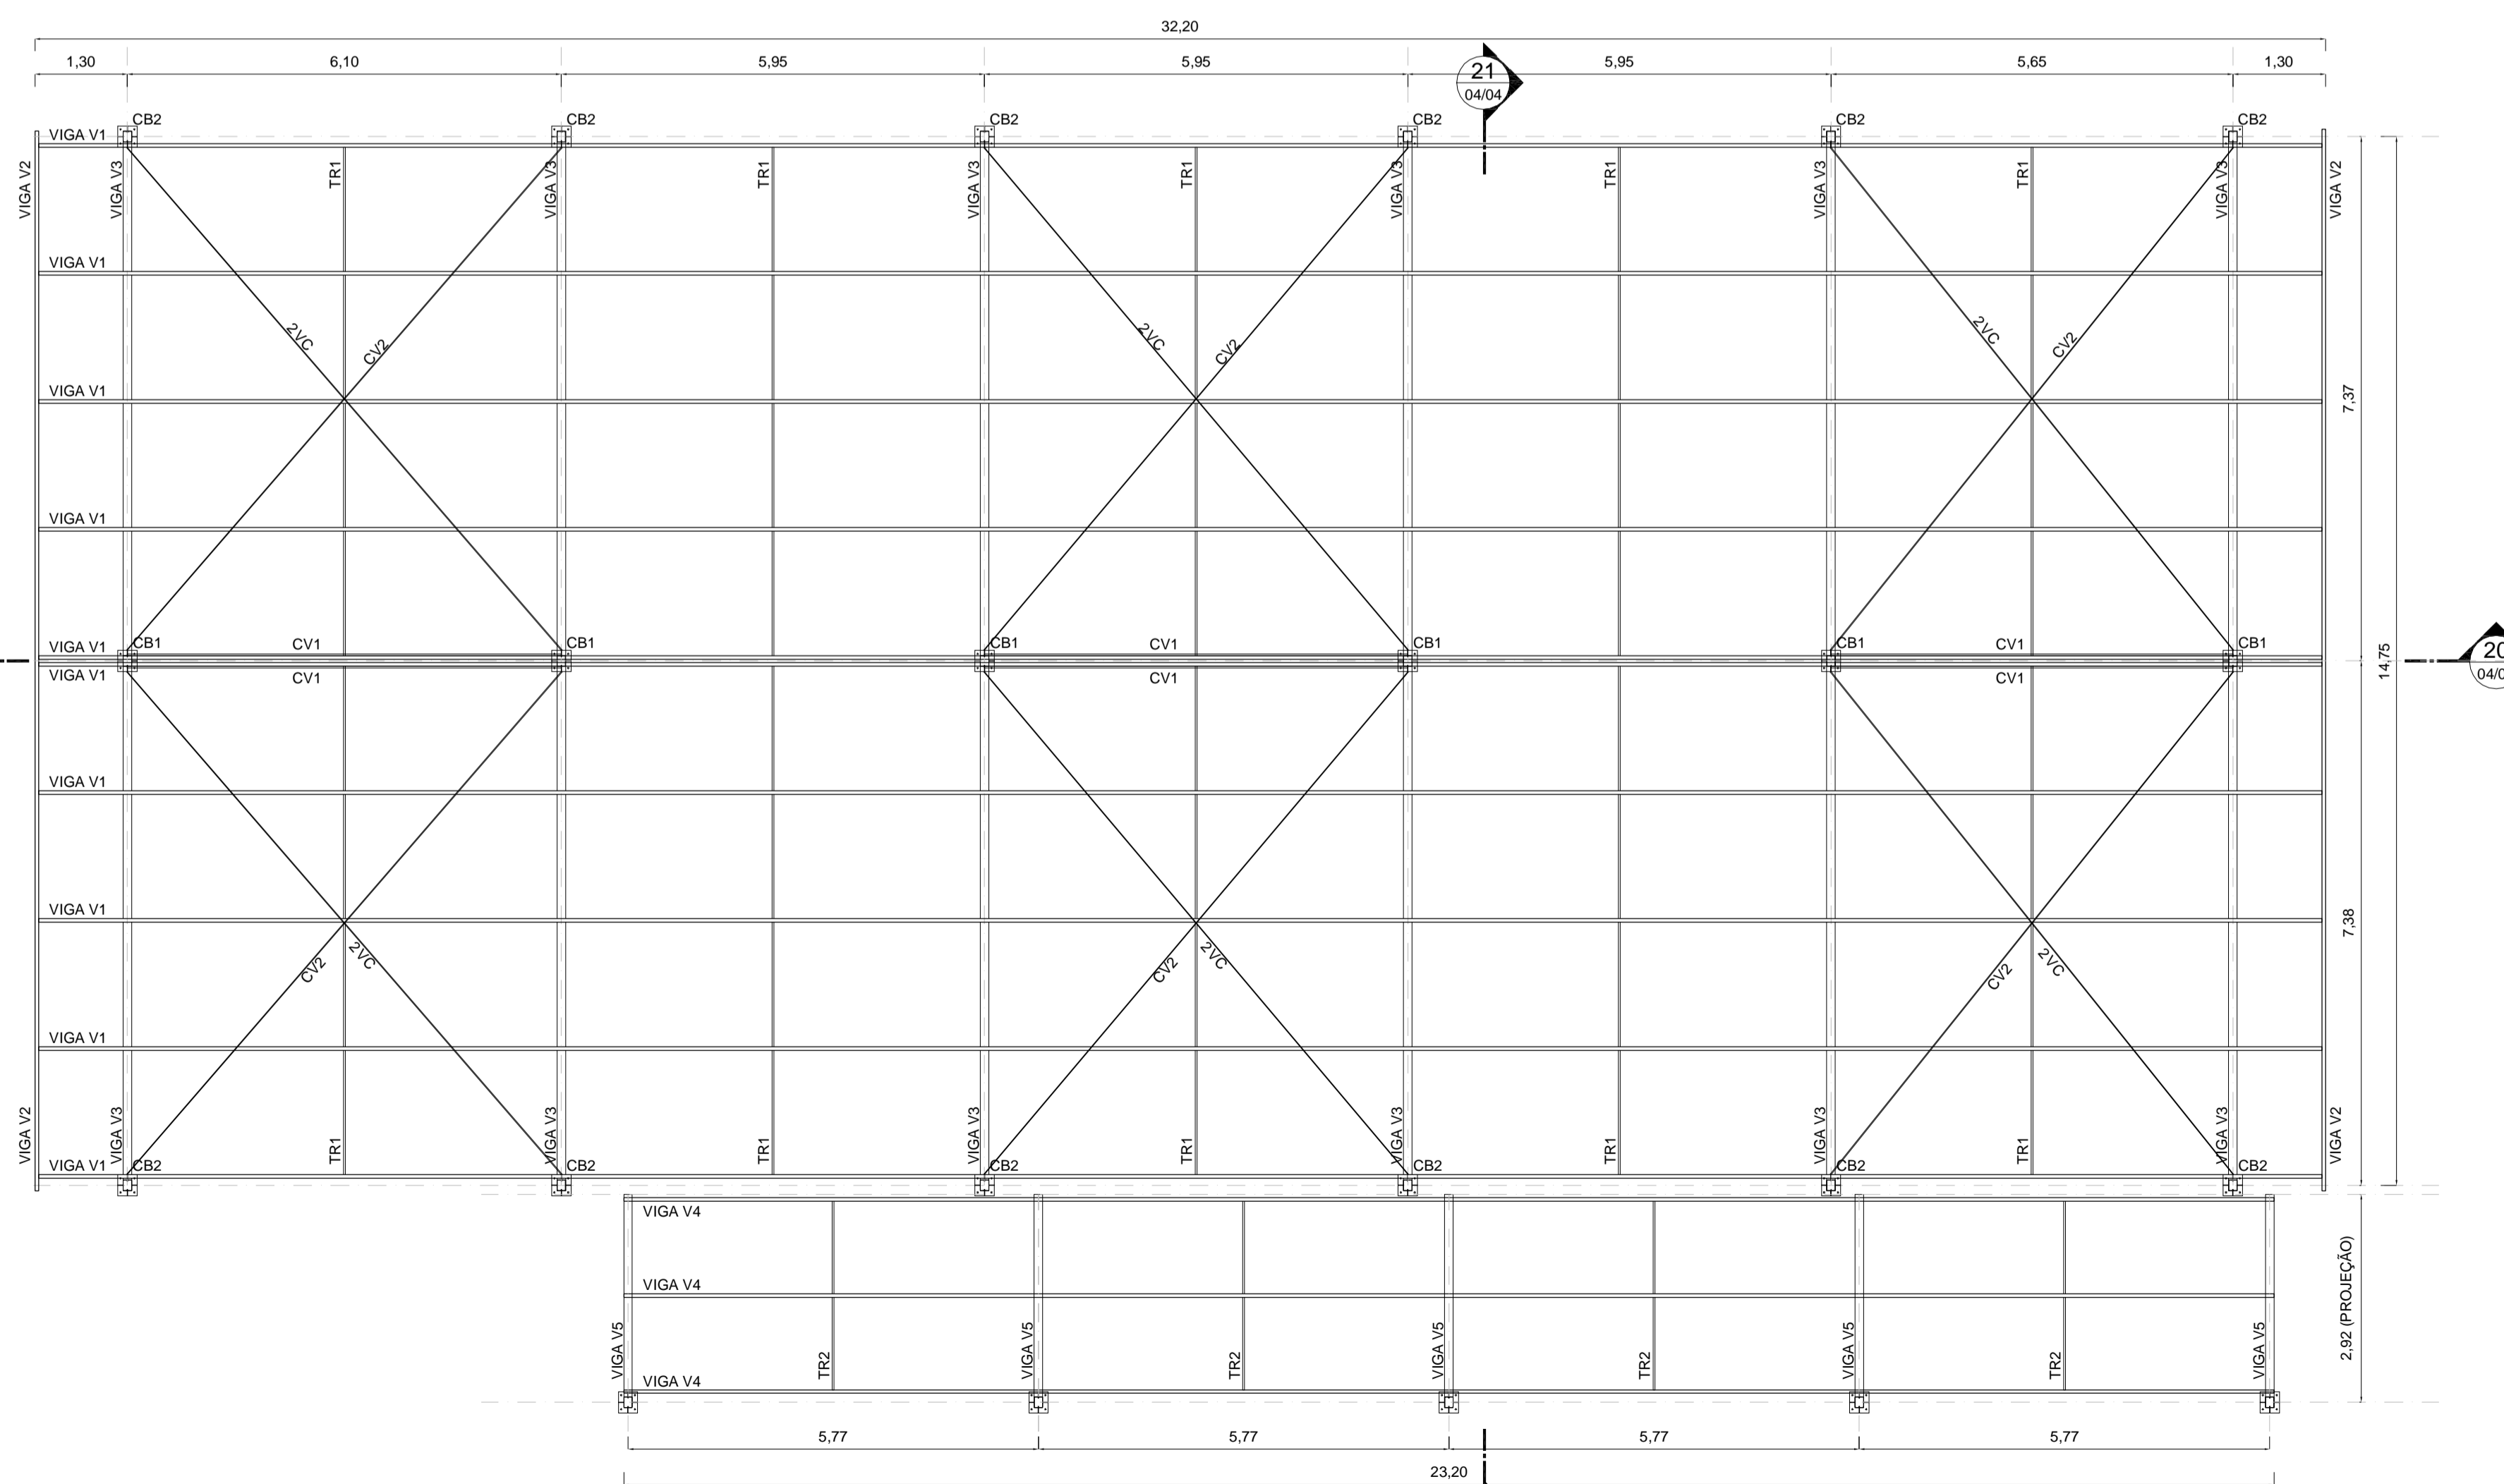 32,20
1,30
6,10
5,95
5,95
5,95
5,65
1,30
21
04/04
CB2
CB2
CB2
CB2
CB2
CB2
VIGA V1
VIGA V2
VIGA V3
TR1
VIGA V3
TR1
VIGA V3
TR1
VIGA V3
TR1
VIGA V3
TR1
VIGA V3
VIGA V2
VIGA V1
2VC
CV2
2VC
CV2
2VC
CV2
VIGA V1
7,37
VIGA V1
VIGA V1
CB1
CV1
CB1
CB1
CV1
CB1
CB1
CV1
CB1
VIGA V1
CV1
CV1
CV1
14,75
20
04/0
VIGA V1
VIGA V1
7,38
CV2
2VC
CV2
2VC
CV2
2VC
VIGA V1
VIGA V2
VIGA V3
TR1
VIGA V3
TR1
VIGA V3
TR1
VIGA V3
TR1
VIGA V3
TR1
VIGA V3
VIGA V2
VIGA V1
CB2
CB2
CB2
CB2
CB2
CB2
VIGA V4
VIGA V4
2,92 (PROJEÇÃO)
VIGA V5
TR2
VIGA V5
TR2
VIGA V5
TR2
VIGA V5
TR2
VIGA V5
VIGA V4
5,77
5,77
5,77
5,77
23,20